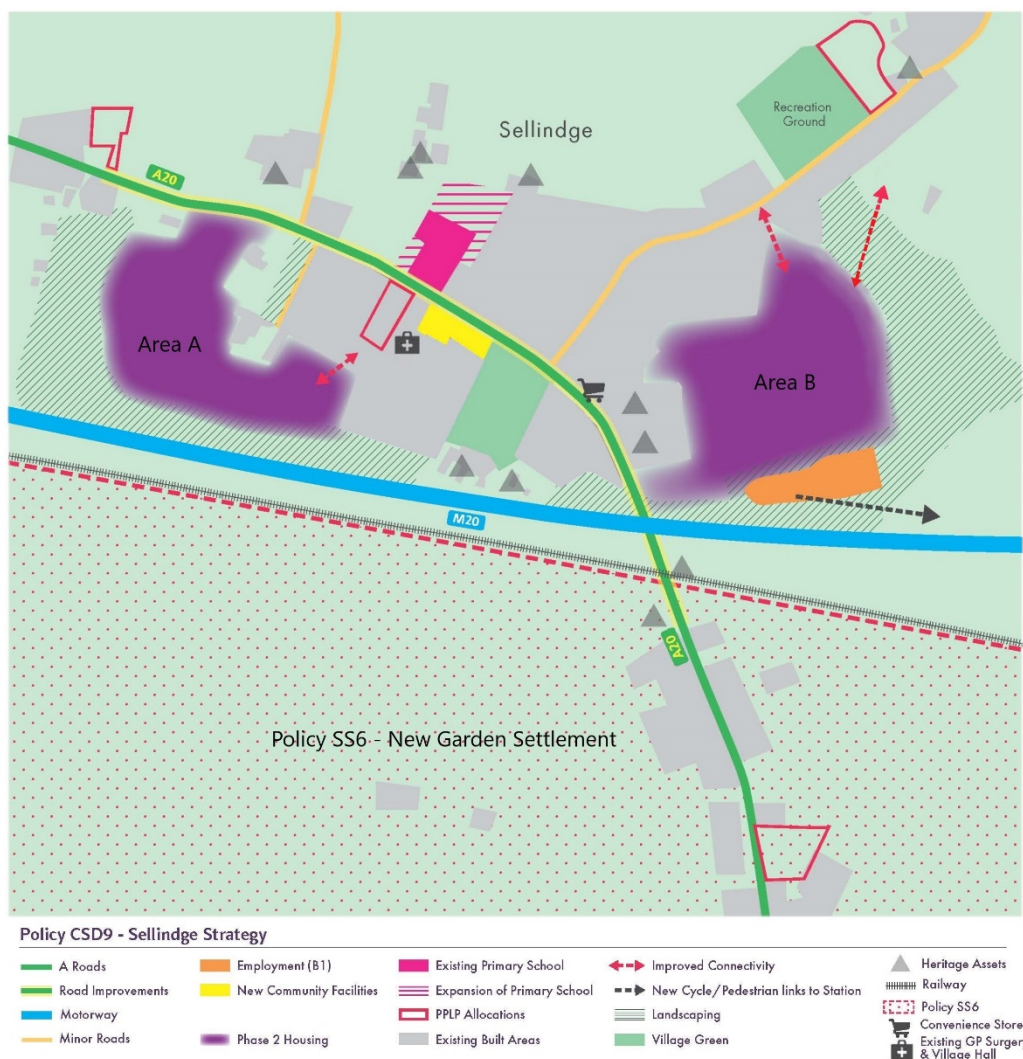 Sellindge
Recreation
Ground
A20
Area A
Area B
M20
A20
Policy SS6 - New Garden Settlement
Policy CSD9 - Sellindge Strategy
A Roads
Road Improvements
Motorway
Minor Roads
Employment (B1)
New Community Facilities
Phase 2 Housing
Existing Primary School
Expansion of Primary School
PPLP Allocations
Existing Built Areas
Improved Connectivity
New Cycle/Pedestrian links to Station
Landscaping
Village Green
Heritage Assets
Railway
Policy SS6
Convenience Store
Existing GP Surgery
& Village Hall